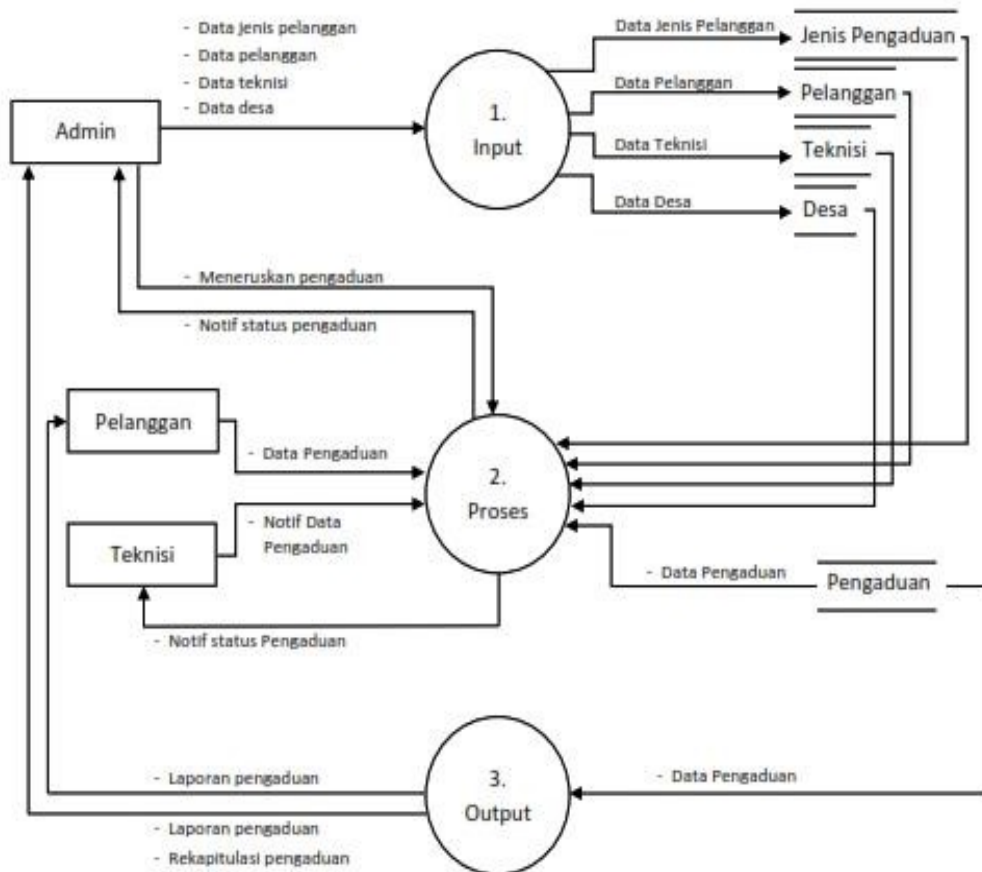 - Data jenis pelanggan
- Data pelanggan
- Data teknisi
- Data desa
Admin
1.
Input
Data Jenis Pelanggan
Jenis Pengaduan
Data Pelanggan
Pelanggan
Data Teknisi
Teknisi
Data Desa
Desa
- Meneruskan pengaduan
- Notif status pengaduan
Pelanggan
- Data Pengaduan
2.
Proses
Teknisi
- Notif Data
Pengaduan
- Notif status Pengaduan
- Data Pengaduan
Pengaduan
3.
Output
- Data Pengaduan
- Laporan pengaduan
- Laporan pengaduan
- Rekapitulasi pengaduan